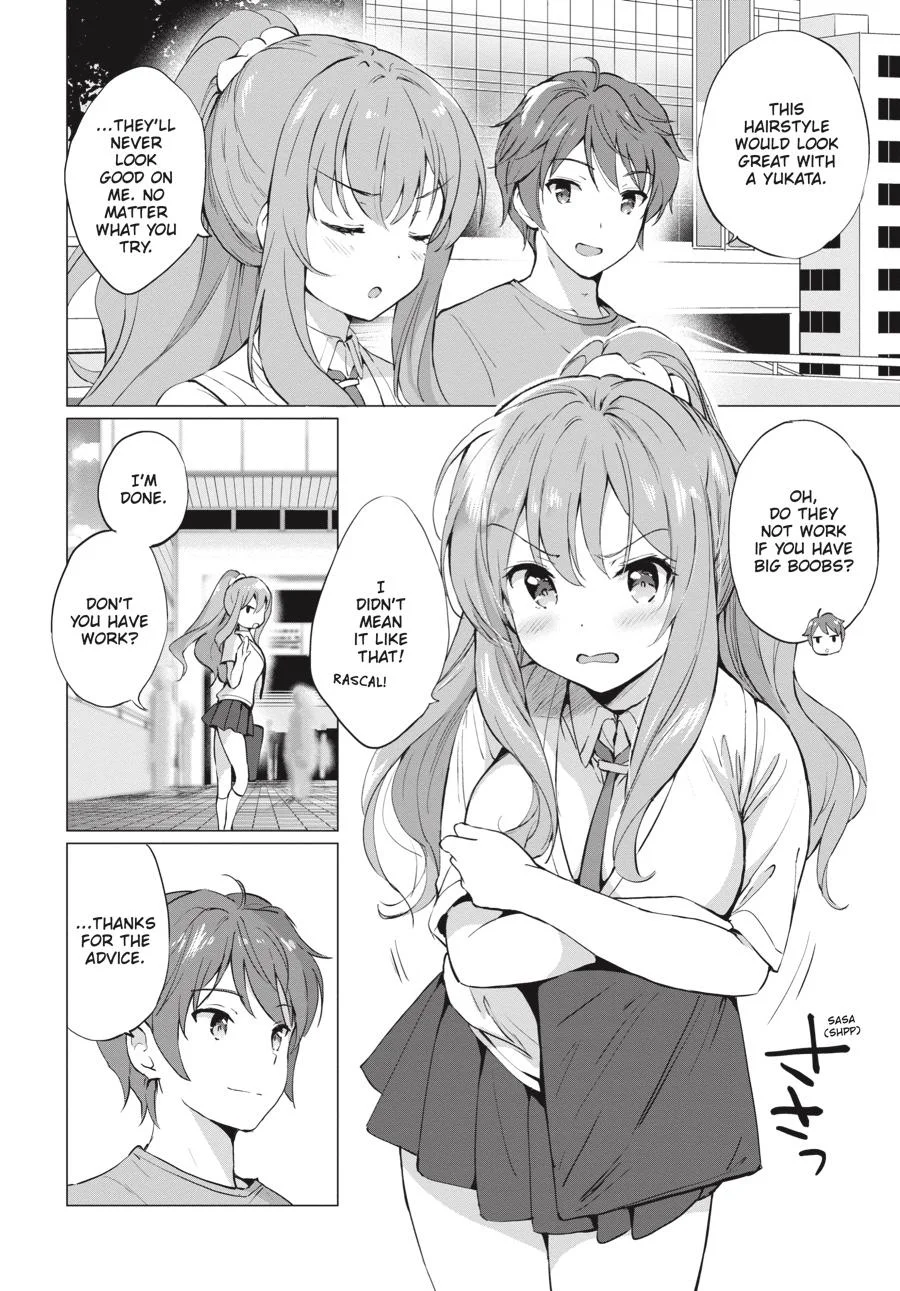 THIS
HAIRSTYLE
WOULD LOOK
GREAT WITH
A YUKATA.
...THEY'LL
NEVER
LOOK
GOOD ON
ME. NO
MATTER
WHAT YOU
TRY.
OH,
DO THEY
NOT WORK
IF YOU HAVE
BIG BOOBS?
I
DIDN'T
MEAN
IT LIKE
THAT!
RASCAL!
SASA
(SHPP)
ササっ
I'M
DONE.
DON'T
YOU HAVE
WORK?
...THANKS
FOR THE
ADVICE.